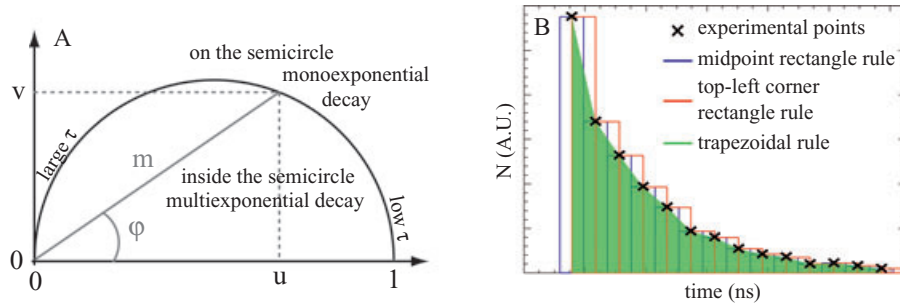 A
on the semicircle
monoexponential
decay
v
large τ
m
inside the semicircle
multiexponential decay
low τ
φ
0
0
u
1
B
experimental points
midpoint rectangle rule
top-left corner
rectangle rule
trapezoidal rule
N (A.U.)
time (ns)